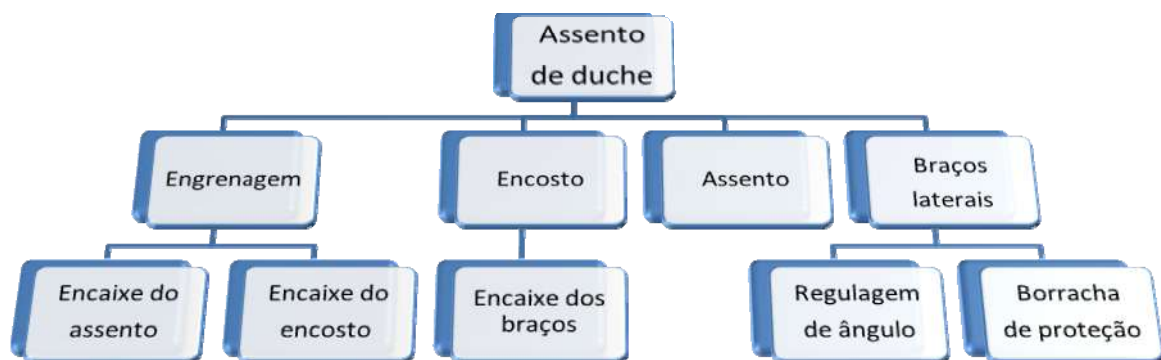 Assento
de duche
Engrenagem
Encosto
Assento
Braços
laterais
Encaixe do
assento
Encaixe do
encosto
Encaixe dos
braços
Regulagem
de ângulo
Borracha
de proteção